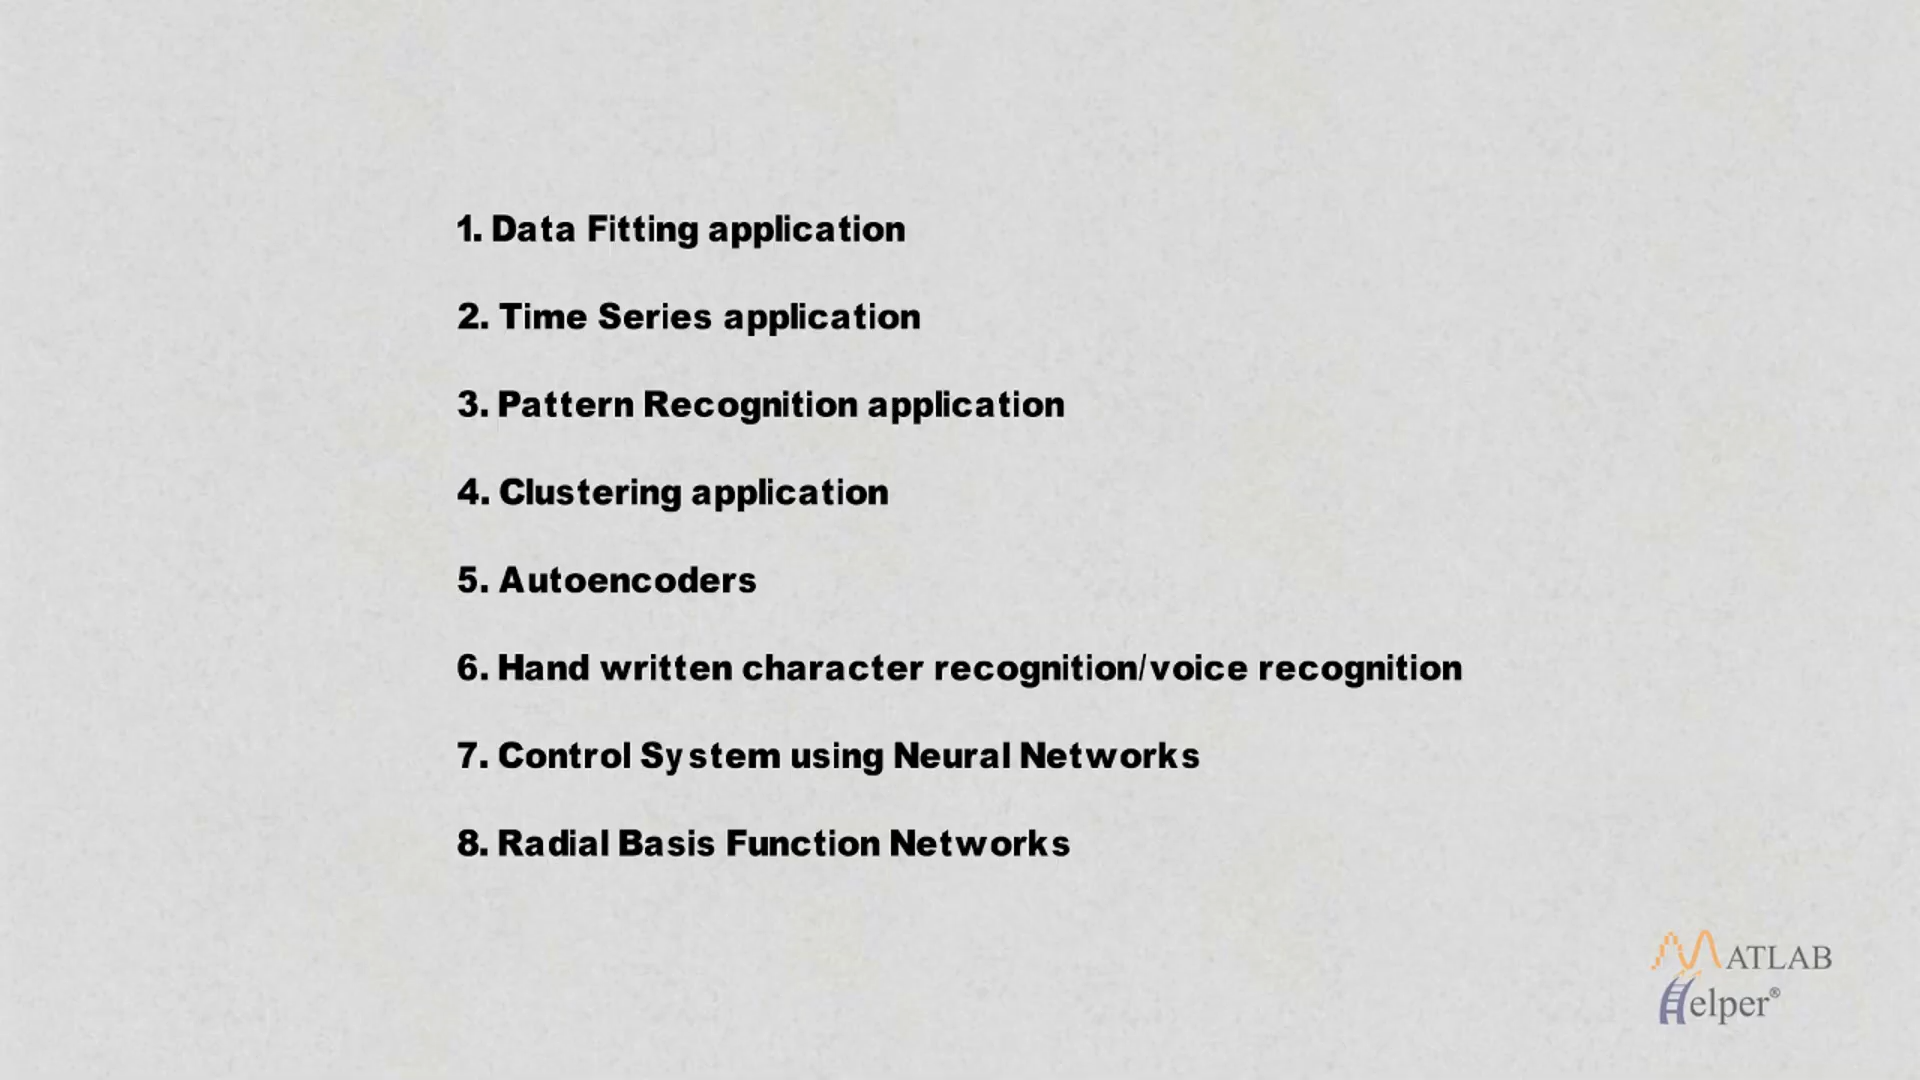 1. Data Fitting application
2. Time Series application
3. Pattern Recognition application
4. Clustering application
5. Autoencoders
6. Hand written character recognition/voice recognition
7. Control System using Neural Networks
8. Radial Basis Function Networks
MATLAB
Helper®